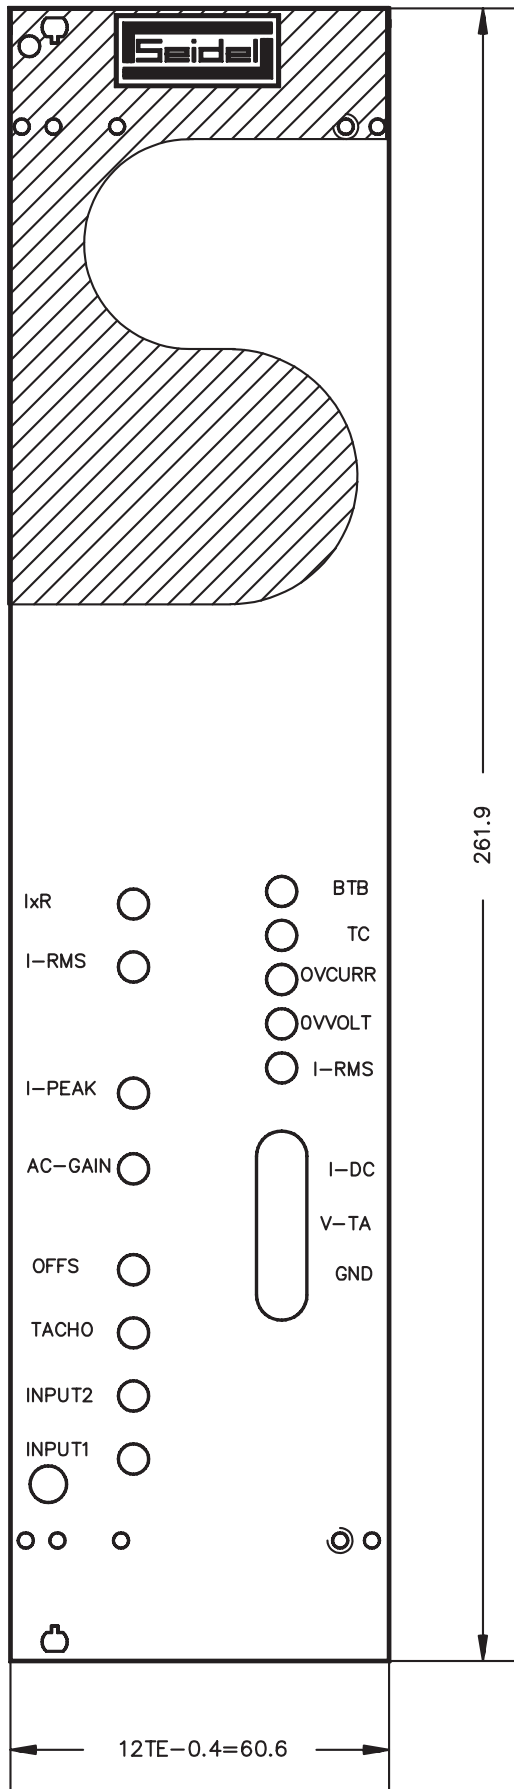 Seidel
261.9
IxR
BTB
I-RMS
TC
OVCURR
OVVOLT
I-RMS
I-PEAK
AC-GAIN
I-DC
V-TA
OFFS
GND
TACHO
INPUT2
INPUT1
12TE-0.4=60.6